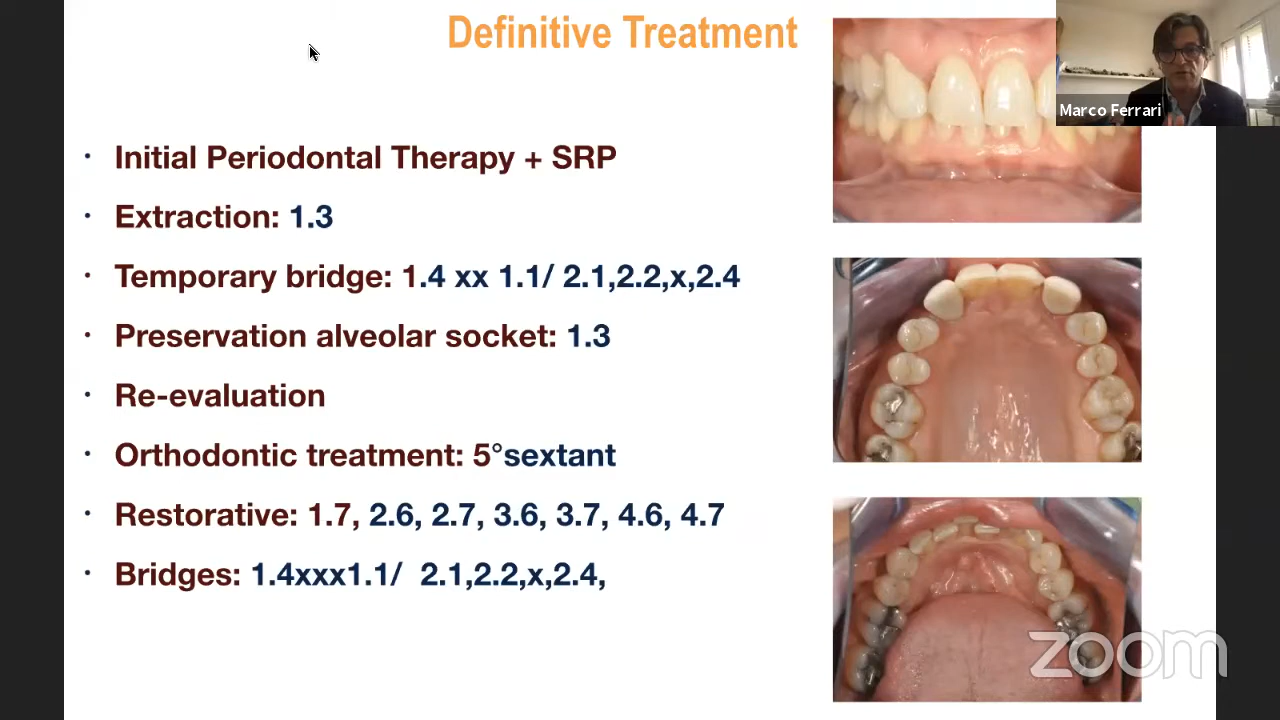 Definitive Treatment
Marco Ferrari
· Initial Periodontal Therapy + SRP
· Extraction: 1.3
· Temporary bridge: 1.4 xx 1.1/ 2.1,2.2,x,2.4
· Preservation alveolar socket: 1.3
· Re-evaluation
· Orthodontic treatment: 5°sextant
· Restorative: 1.7, 2.6, 2.7, 3.6, 3.7, 4.6, 4.7
· Bridges: 1.4xxx1.1/ 2.1,2.2,x,2.4,
zoom